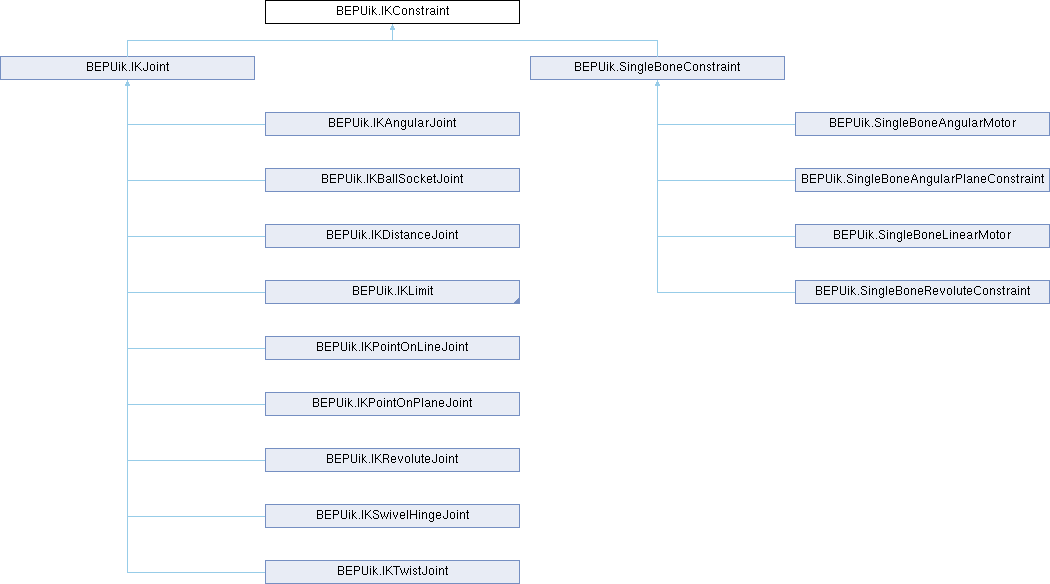 BEPUik.IKConstraint
BEPUik.IKJoint
BEPUik.SingleBoneConstraint
BEPUik.IKAngularJoint
BEPUik.SingleBoneAngularMotor
BEPUik.IKBallSocketJoint
BEPUik.SingleBoneAngularPlaneConstraint
BEPUik.IKDistanceJoint
BEPUik.SingleBoneLinearMotor
BEPUik.IKLimit
BEPUik.SingleBoneRevoluteConstraint
BEPUik.IKPointOnLineJoint
BEPUik.IKPointOnPlaneJoint
BEPUik.IKRevoluteJoint
BEPUik.IKSwivelHingeJoint
BEPUik.IKTwistJoint